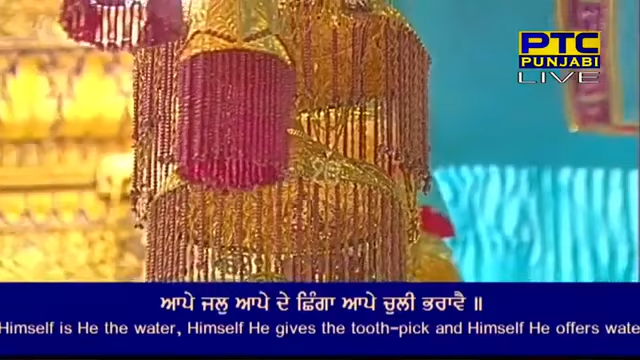 PTC
PUNJABI
LIVE
ਆਪੇ ਜਲੁ ਆਪੇ ਦੇ ਛਿੰਗਾ ਆਪੇ ਚੁਲੀ ਭਰਾਵੈ ॥
Himself is He the water, Himself He gives the tooth-pick and Himself He offers wate